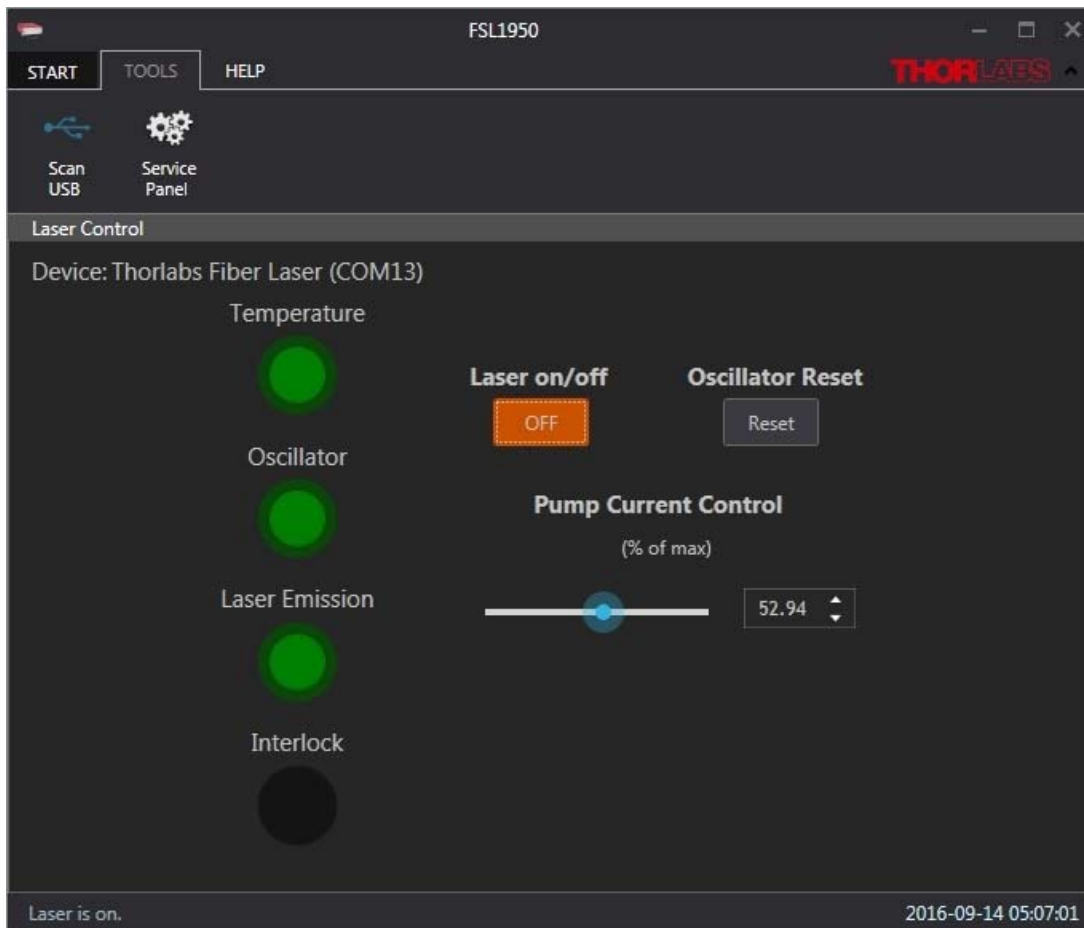 FSL1950
START TOOLS HELP THORLABS
Scan USB
Service Panel
Laser Control
Device: Thorlabs Fiber Laser (COM13)
Temperature
Laser on/off Oscillator Reset
OFF Reset
Oscillator
Pump Current Control
(% of max)
Laser Emission
52.94
Interlock
Laser is on. 2016-09-14 05:07:01